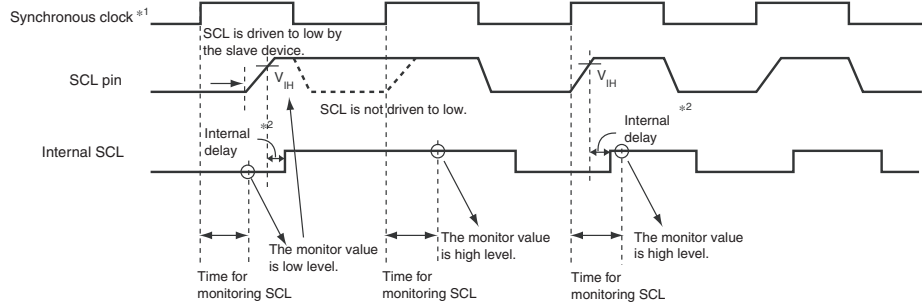 Synchronous clock *1
SCL is driven to low by
the slave device.
SCL pin
VIH
VIH
SCL is not driven to low.
*2
Internal
delay
*2
Internal
delay
Internal SCL
The monitor value
is low level.
The monitor value
is high level.
The monitor value
is high level.
Time for
monitoring SCL
Time for
monitoring SCL
Time for
monitoring SCL